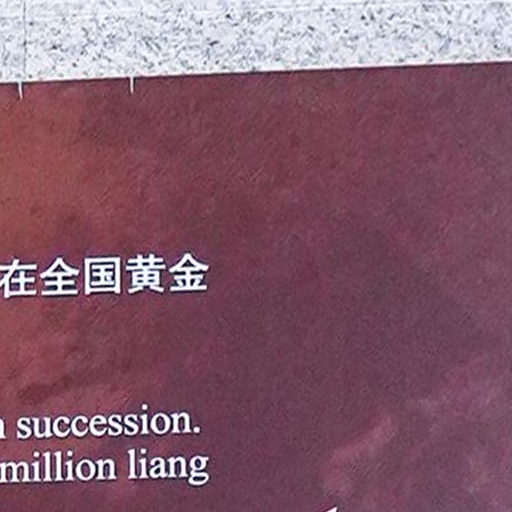 在全国黄金
succession.
million liang